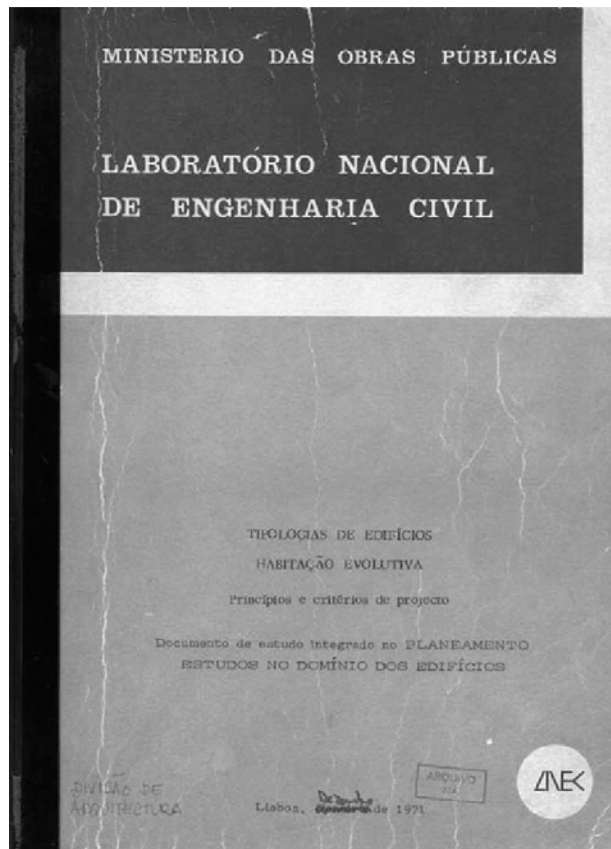 MINISTERIO DAS OBRAS PÚBLICAS
LABORATÓRIO NACIONAL
DE ENGENHARIA CIVIL
TIPOLOGIAS DE EDIFÍCIOS
HABITAÇÃO EVOLUTIVA
Princípios e critérios de projecto
Documento de estudo integrado no PLANEAMENTO
ESTUDOS NO DOMÍNIO DOS EDIFÍCIOS
DIVISÃO DE
ARQUITECTURA
ARQUIVO
Lisboa, de 1971
LNEC